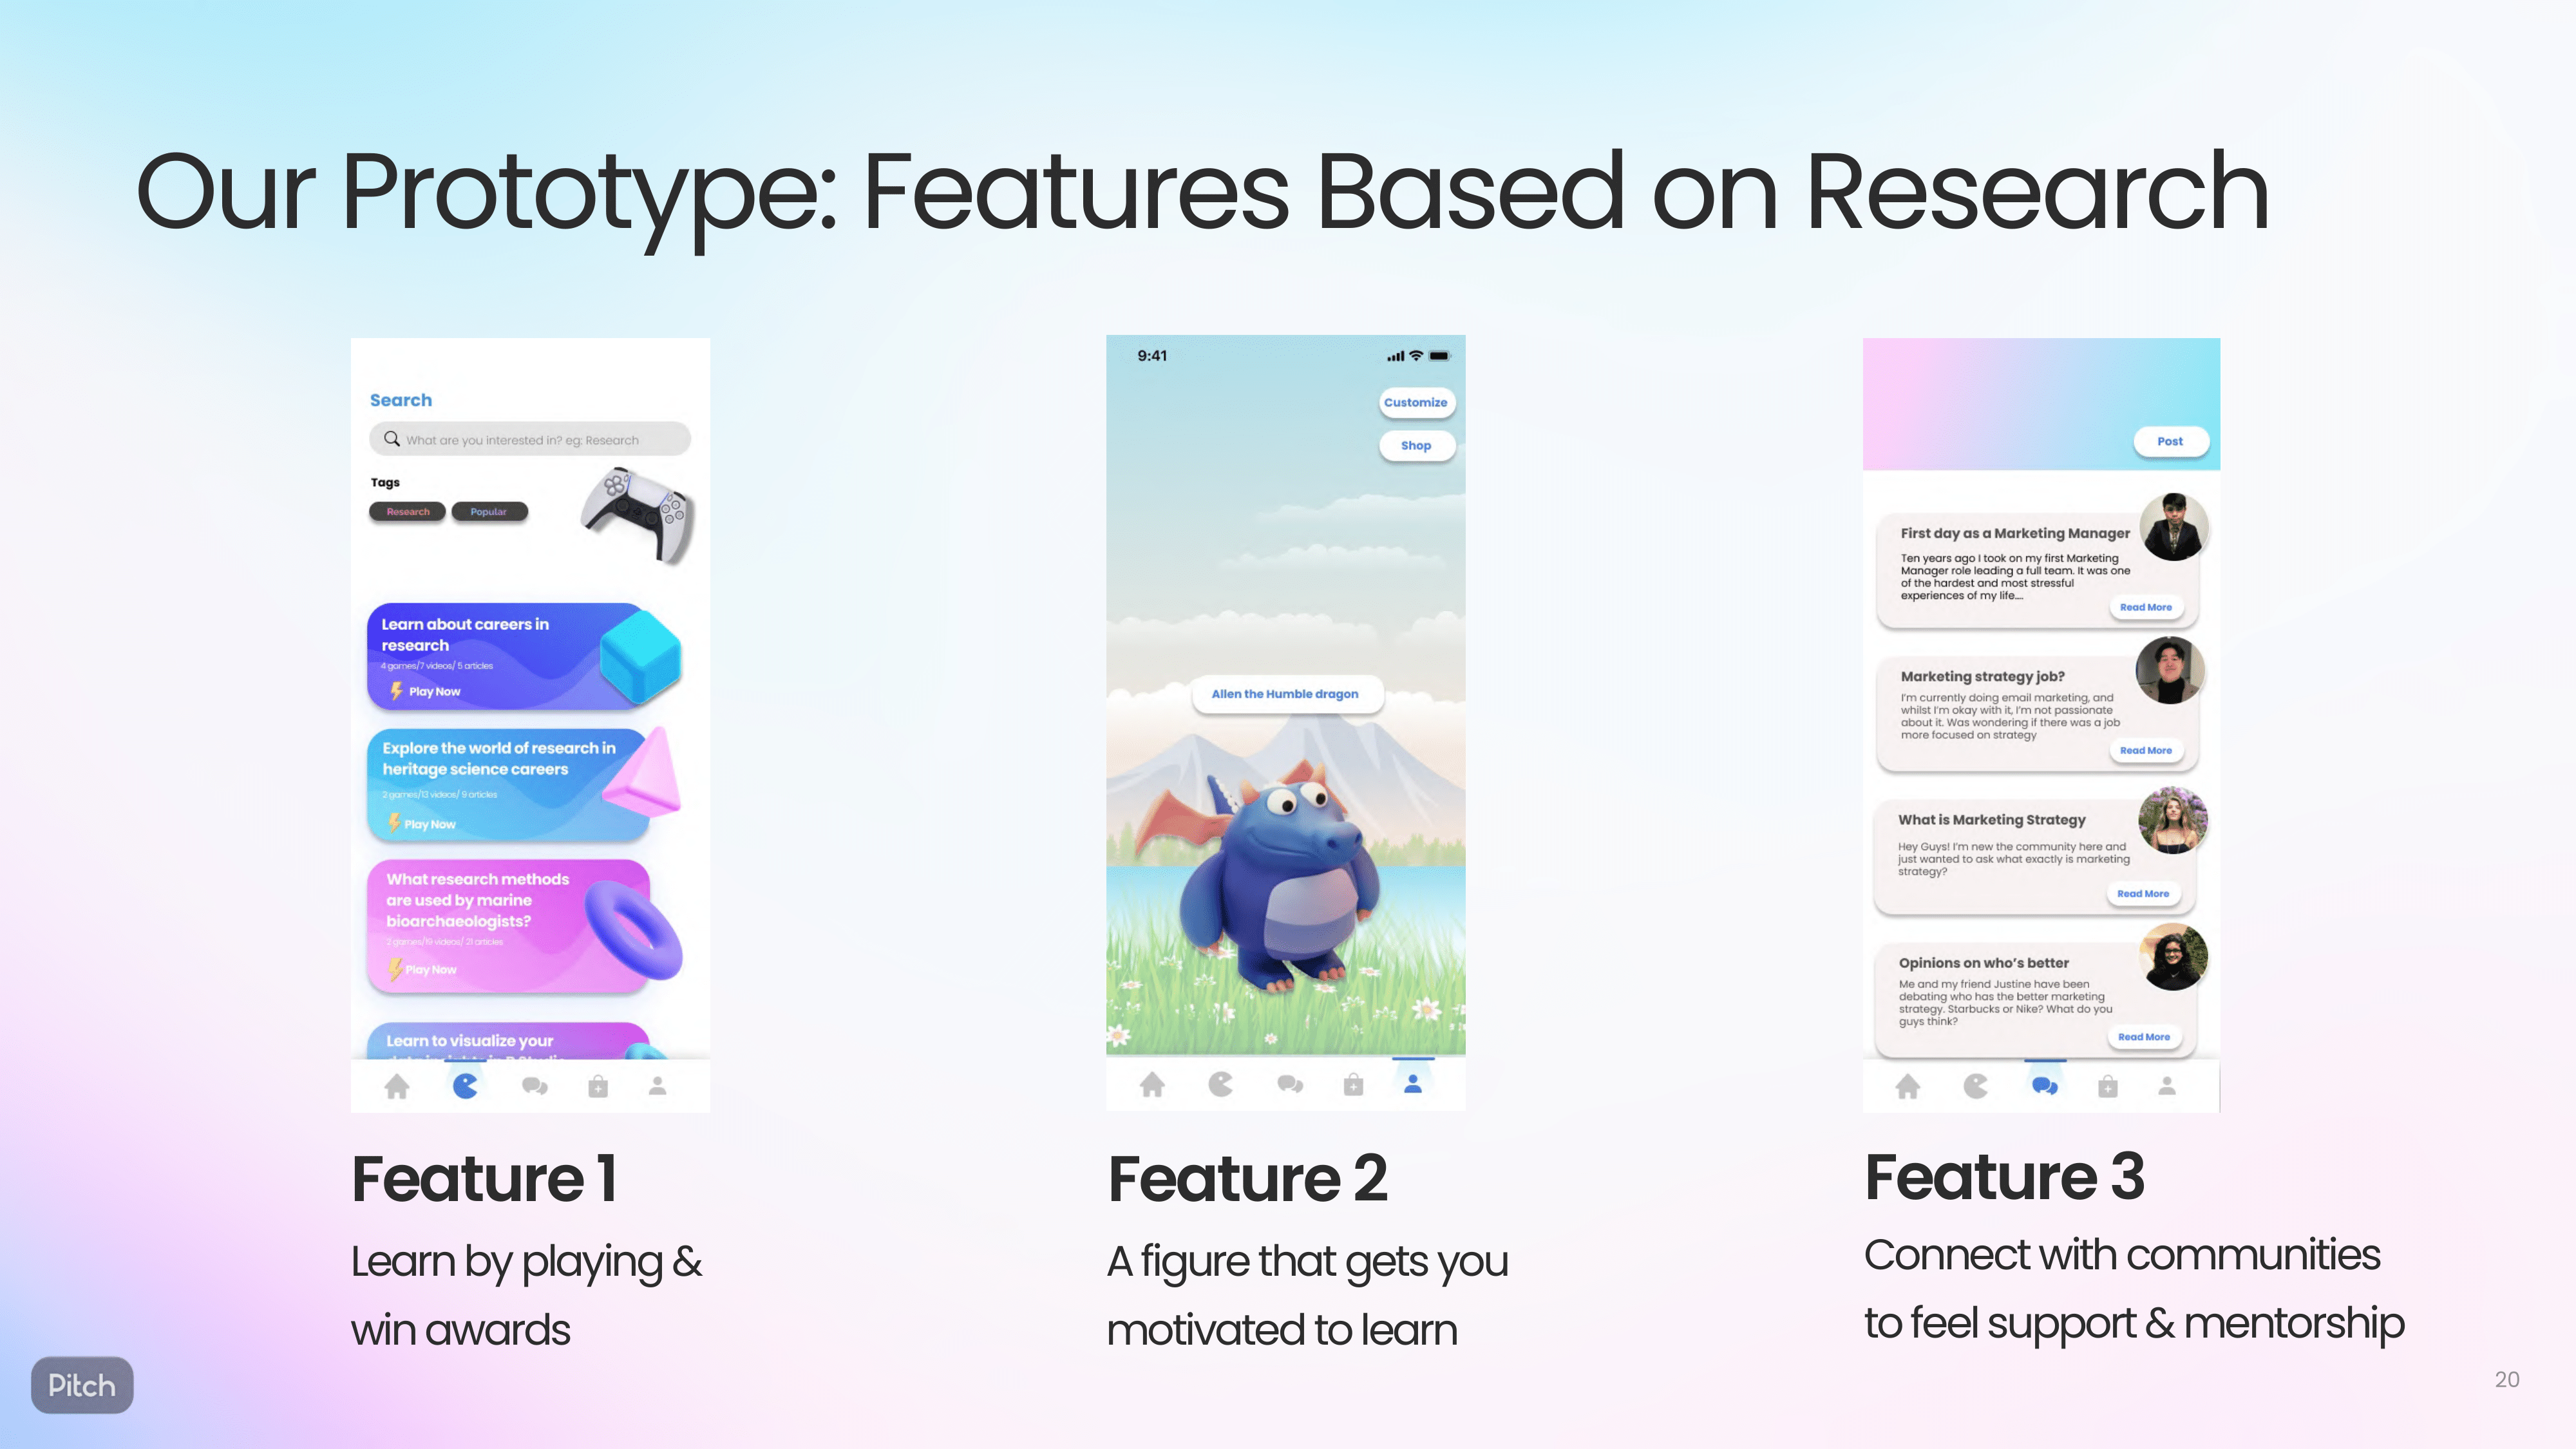 Our Prototype: Features Based on Research
Search
What are you interested in? eg: Research
Tags
Research Popular
Learn about careers in
research
4 games/7 videos/ 5 articles
Play Now
Explore the world of research in
heritage science careers
2 games/13 videos/ 9 articles
Play Now
What research methods
are used by marine
bioarchaeologists?
2 games/19 videos/ 21 articles
Play Now
Learn to visualize your
Feature 1
Learn by playing &
win awards
9:41
Customize
Shop
Allen the Humble dragon
Feature 2
A figure that gets you
motivated to learn
Post
First day as a Marketing Manager
Ten years ago I took on my first Marketing
Manager role leading a full team. It was one
of the hardest and most stressful
experiences of my life....
Read More
Marketing strategy job?
I'm currently doing email marketing, and
whilst I'm okay with it, I'm not passionate
about it. Was wondering if there was a job
more focused on strategy
Read More
What is Marketing Strategy
Hey Guys! I'm new the community here and
just wanted to ask what exactly is marketing
strategy?
Read More
Opinions on who's better
Me and my friend Justine have been
debating who has the better marketing
strategy. Starbucks or Nike? What do you
guys think?
Read More
Feature 3
Connect with communities
to feel support & mentorship
Pitch
20